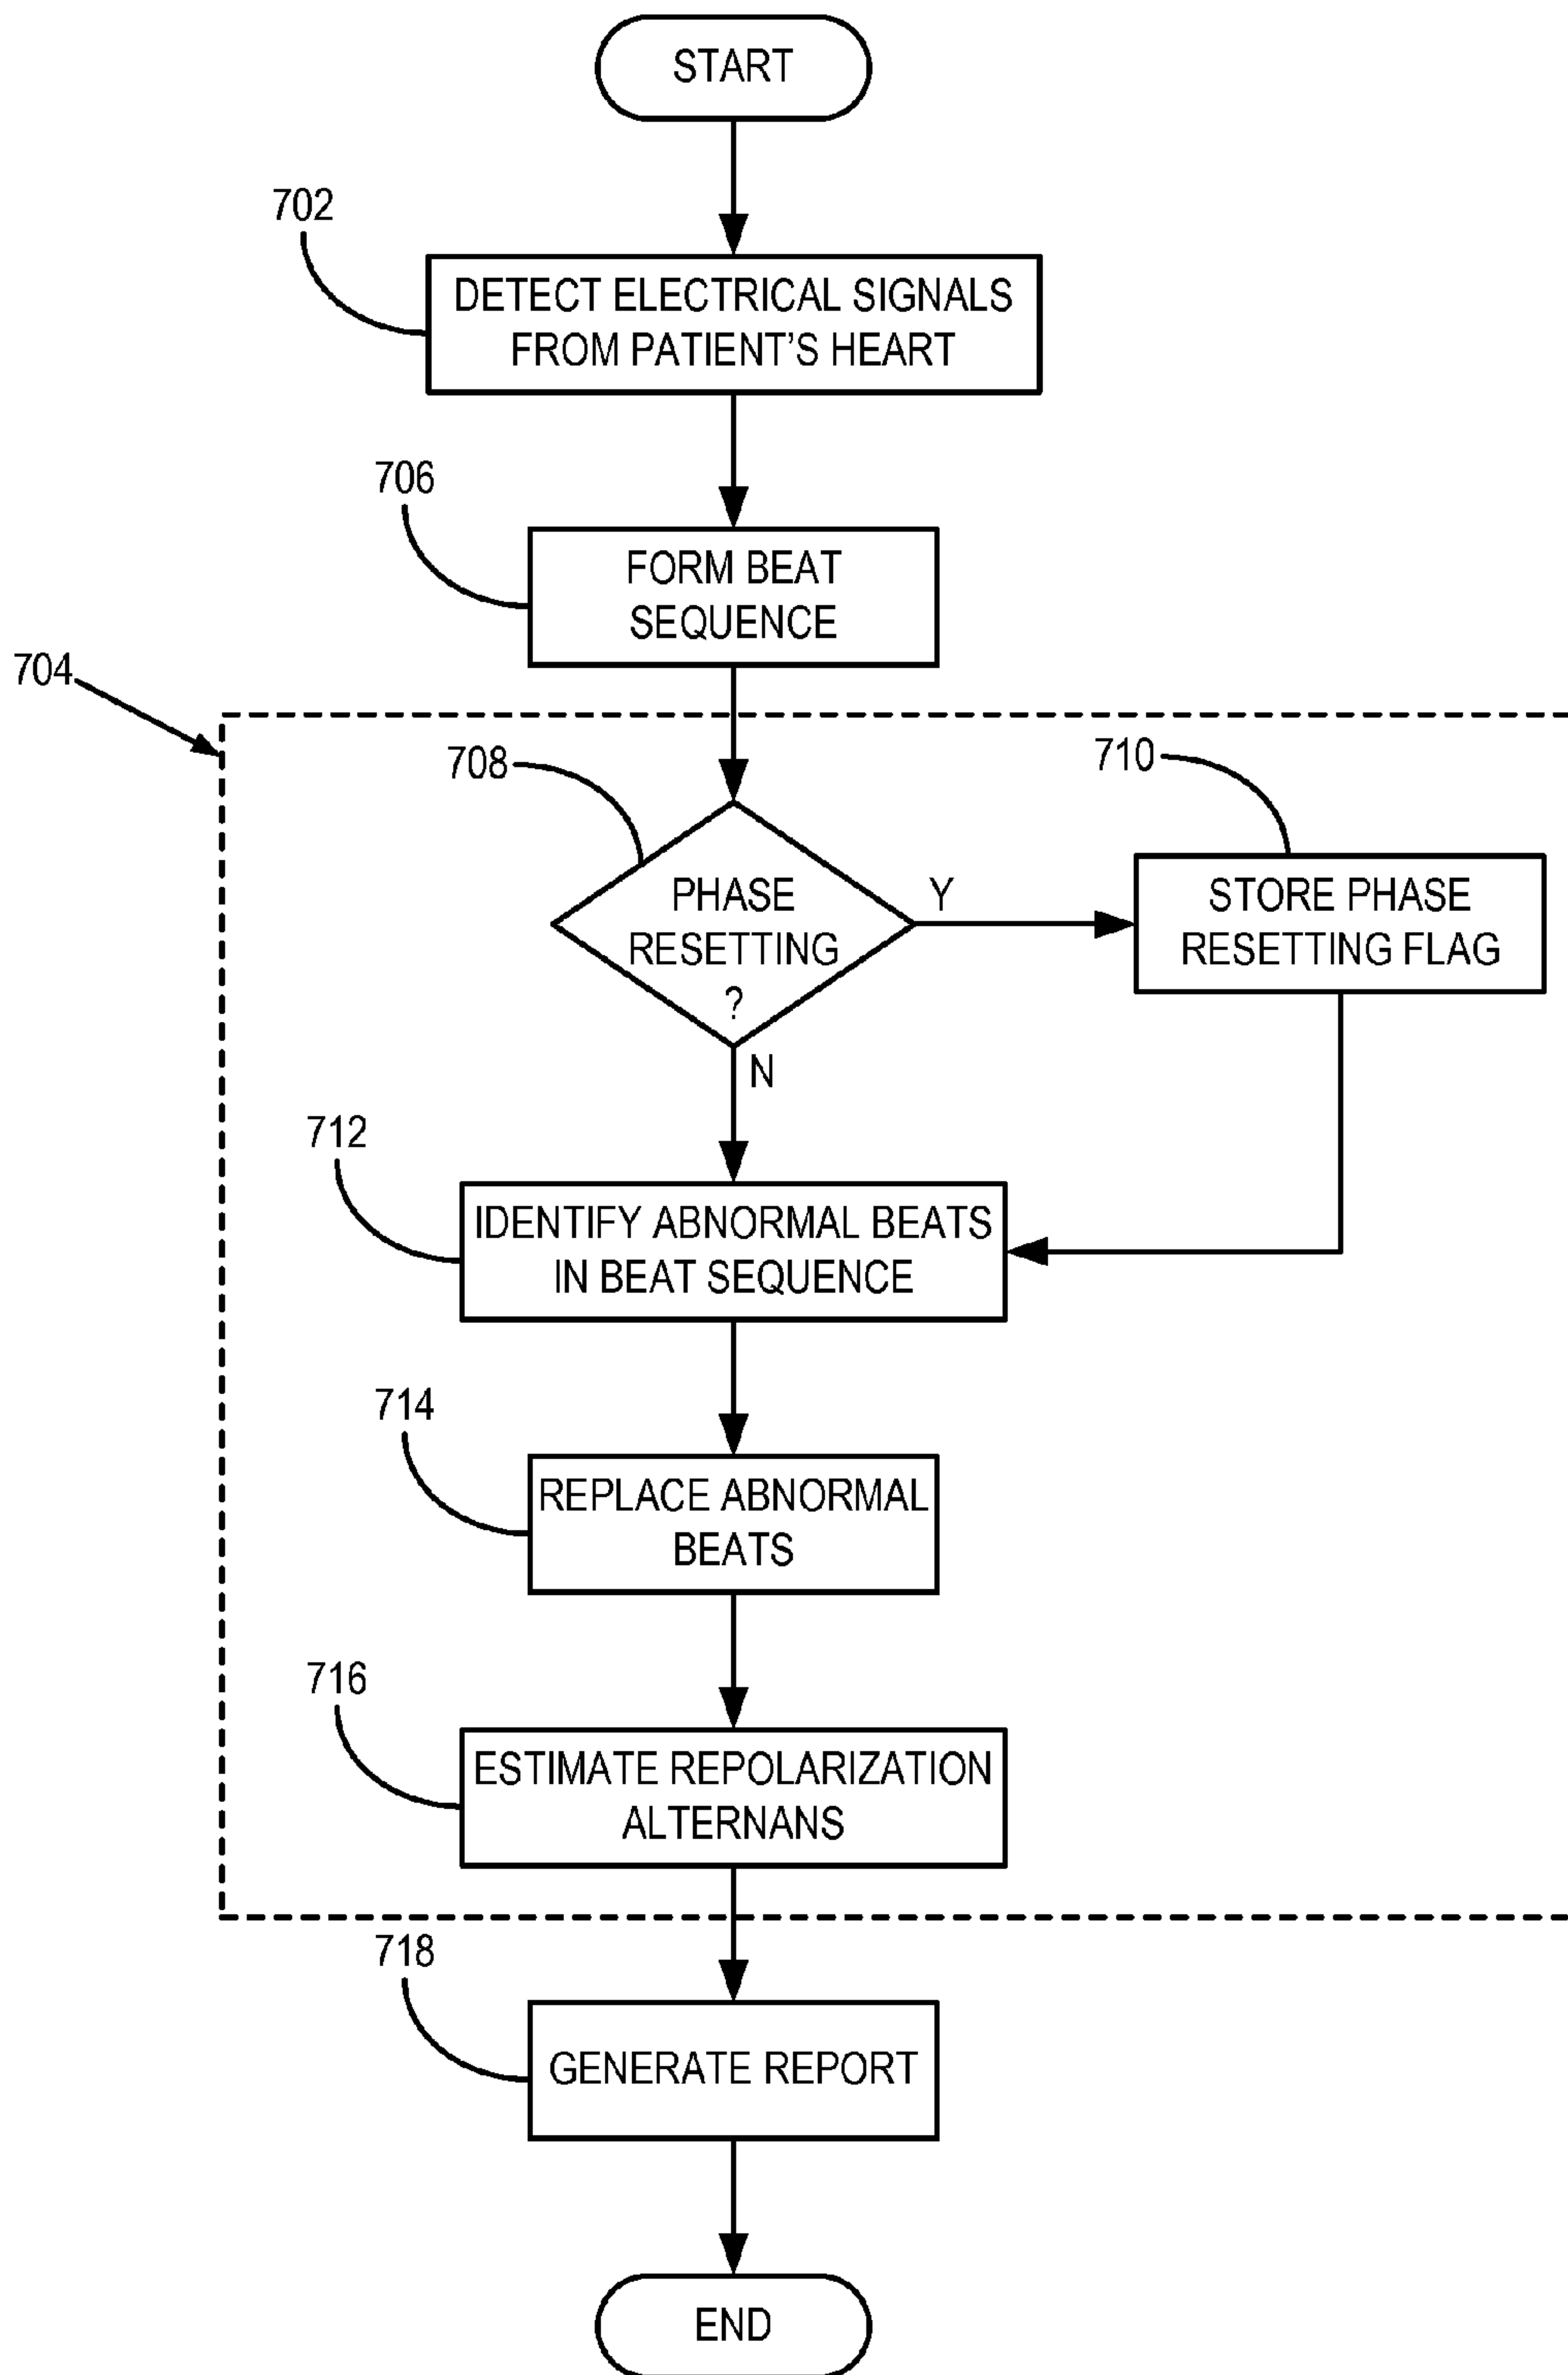 START
702
DETECT ELECTRICAL SIGNALS
FROM PATIENT'S HEART
706
FORM BEAT
SEQUENCE
704
708
710
PHASE
RESETTING
?
Y
STORE PHASE
RESETTING FLAG
N
712
IDENTIFY ABNORMAL BEATS
IN BEAT SEQUENCE
714
REPLACE ABNORMAL
BEATS
716
ESTIMATE REPOLARIZATION
ALTERNANS
718
GENERATE REPORT
END